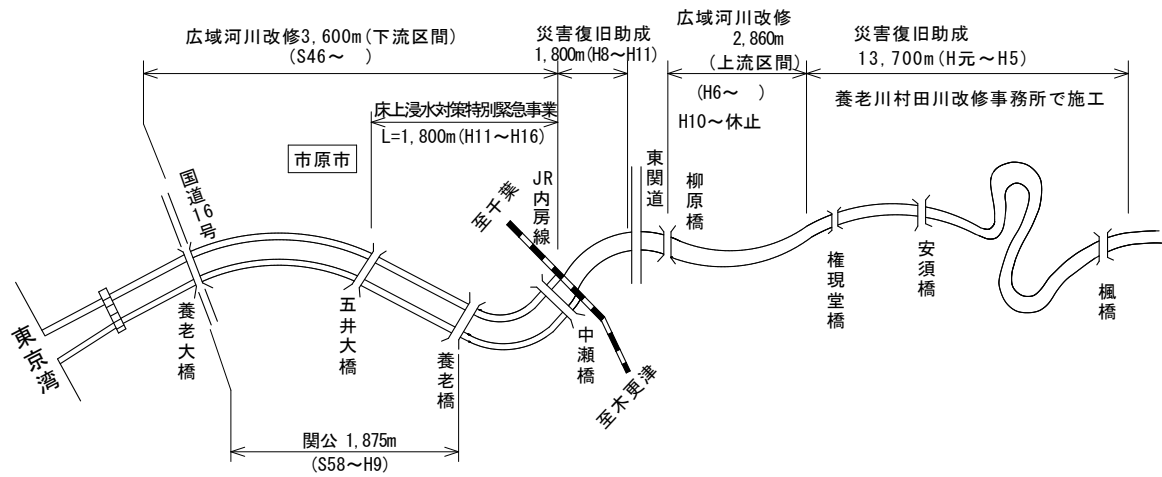 広域河川改修3,600m(下流区間)
(S46~　)
災害復旧助成
1,800m(H8~H11)
広域河川改修
2,860m
(上流区間)
(H6~　)
H10~休止
災害復旧助成
13,700m(H元~H5)
養老川村田川改修事務所で施工
床上浸水対策特別緊急事業
L=1,800m(H11~H16)
市原市
国道16号
JR内房線
至千葉
東関道
柳原橋
東京湾
養老大橋
五井大橋
養老橋
中瀬橋
至木更津
権現堂橋
安須橋
楓橋
関公 1,875m
(S58~H9)